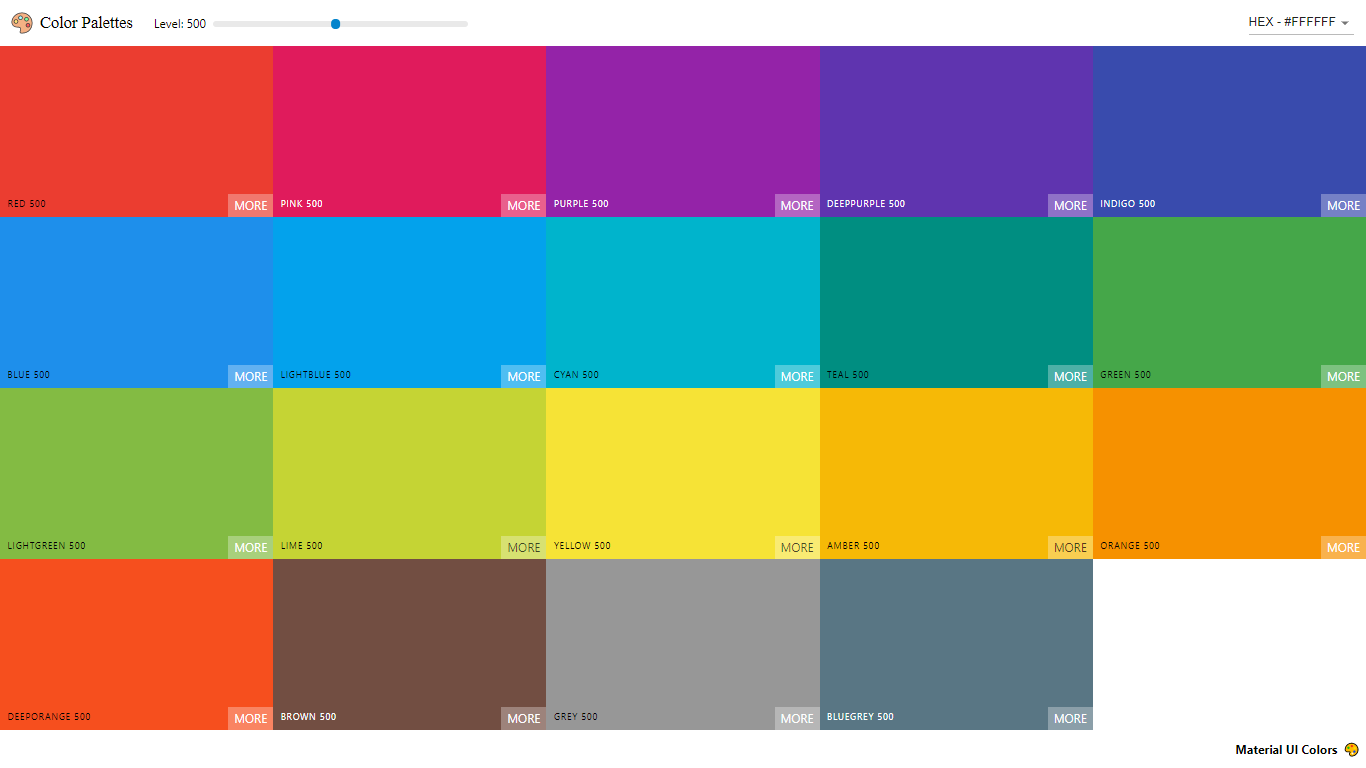 Color Palettes
Level: 500
HEX - #FFFFFF
RED 500
MORE
PINK 500
MORE
PURPLE 500
MORE
DEEPPURPLE 500
MORE
INDIGO 500
MORE
BLUE 500
MORE
LIGHTBLUE 500
MORE
CYAN 500
MORE
TEAL 500
MORE
GREEN 500
MORE
LIGHTGREEN 500
MORE
LIME 500
MORE
YELLOW 500
MORE
AMBER 500
MORE
ORANGE 500
MORE
DEEPORANGE 500
MORE
BROWN 500
MORE
GREY 500
MORE
BLUEGREY 500
MORE
Material UI Colors